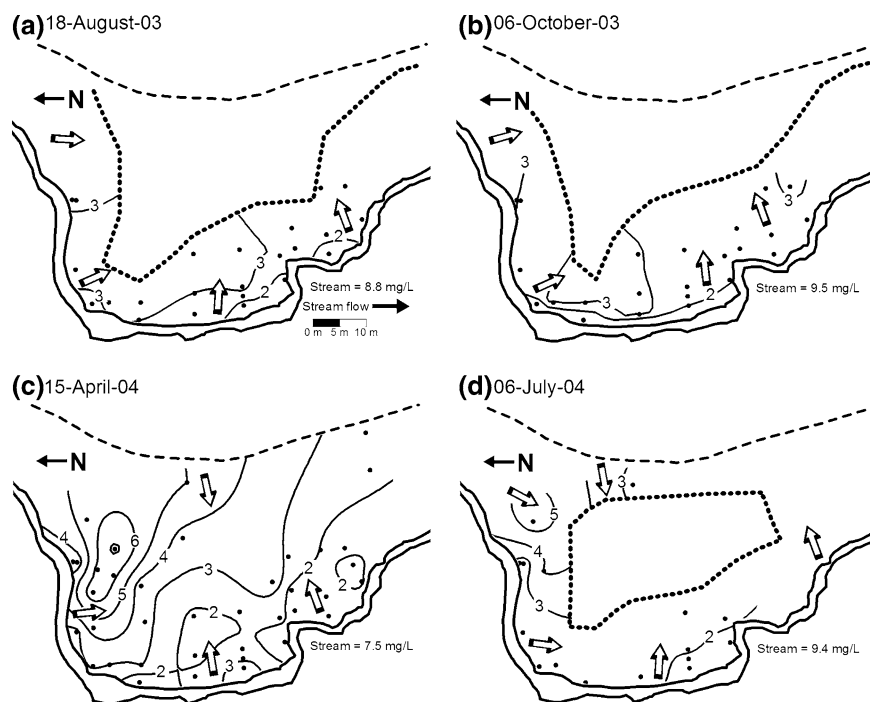 (a) 18-August-03
N
3
3
3
2
2
Stream = 8.8 mg/L
Stream flow
0 m 5 m 10 m
(b) 06-October-03
N
3
3
3
2
Stream = 9.5 mg/L
(c) 15-April-04
N
4
6
4
5
3
2
2
2
2
3
Stream = 7.5 mg/L
(d) 06-July-04
N
3
5
4
3
2
Stream = 9.4 mg/L